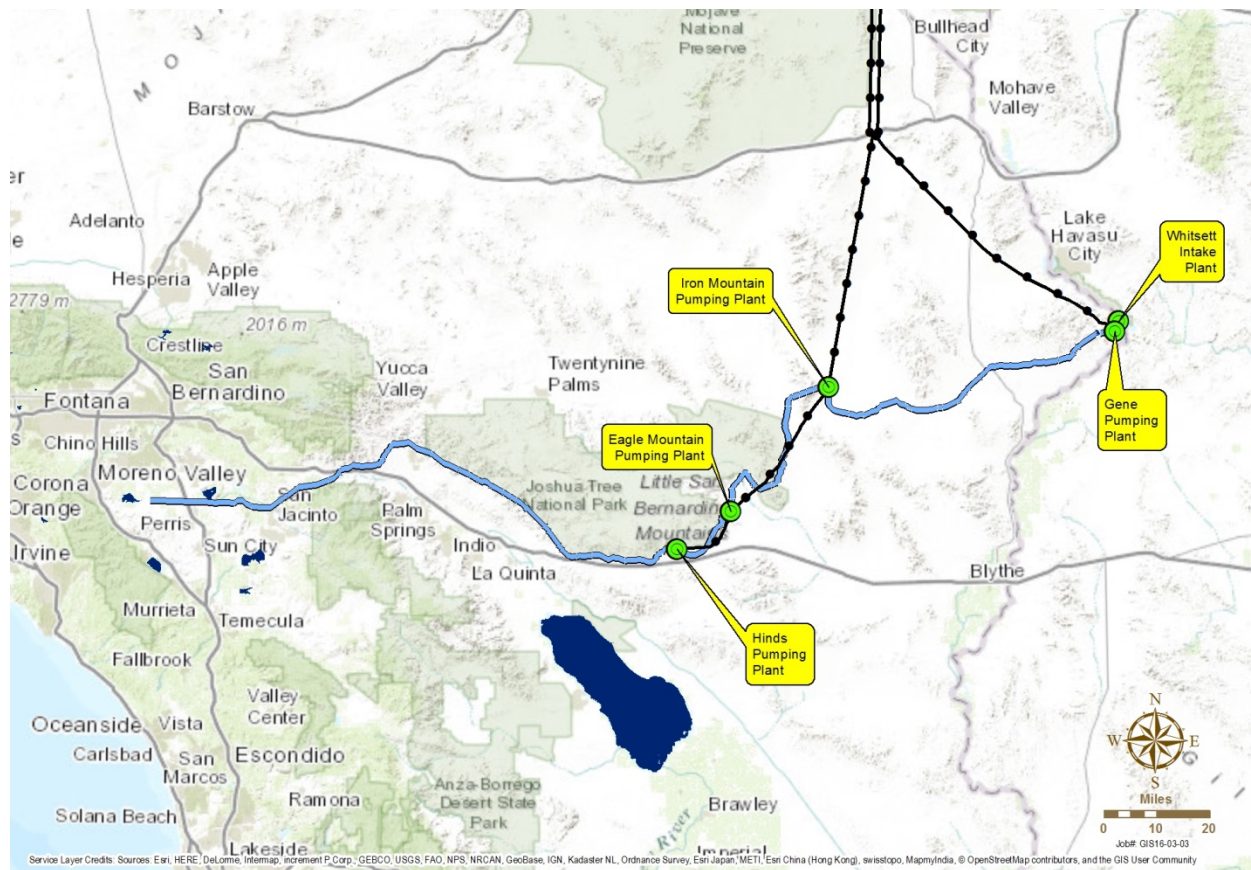 Mojave
National
Preserve
Bullhead
City
M O J
Mohave
Valley
Barstow
er
Adelanto
e
Hesperia
Apple
Valley
Lake
Havasu
City
Whitsett
Intake
Plant
Iron Mountain
Pumping Plant
2779 m
2016 m
Crestline
San
Bernardino
Yucca
Valley
Twentynine
Palms
Fontana
Gene
Pumping
Plant
s
Chino Hills
Eagle Mountain
Pumping Plant
Moreno Valley
Corona
Orange
San
Jacinto
Joshua Tree
National Park
Little San
Bernardino
Mountains
Perris
Palm
Springs
Irvine
Sun City
Indio
La Quinta
Blythe
Murrieta
Temecula
Hinds
Pumping
Plant
Fallbrook
Valley
Center
Oceanside
Vista
Carlsbad
San
Marcos
Escondido
N
W E
S
G
Ramona
Anza-Borrego
Desert State
Park
Brawley
Miles
0 10 20
Solana Beach
River
Lakeside
Imperial
Job#: GIS16-03-03
Service Layer Credits: Sources: Esri, HERE, DeLorme, Intermap, increment P Corp., GEBCO, USGS, FAO, NPS, NRCAN, GeoBase, IGN, Kadaster NL, Ordnance Survey, Esri Japan, METI, Esri China (Hong Kong), swisstopo, MapmyIndia, © OpenStreetMap contributors, and the GIS User Community